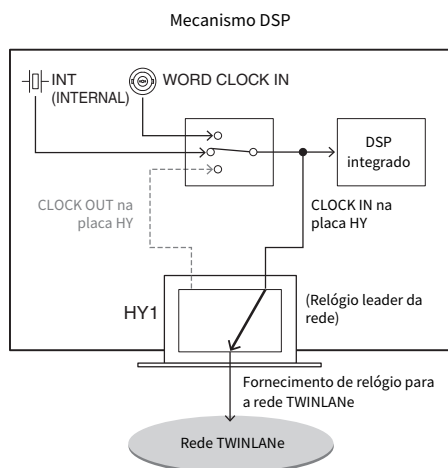 Mecanismo DSP
INT
(INTERNAL)
WORD CLOCK IN
DSP
integrado
CLOCK OUT na
placa HY
CLOCK IN na
placa HY
HY1
(Relógio leader da
rede)
Fornecimento de relógio para
a rede TWINLANe
Rede TWINLANe